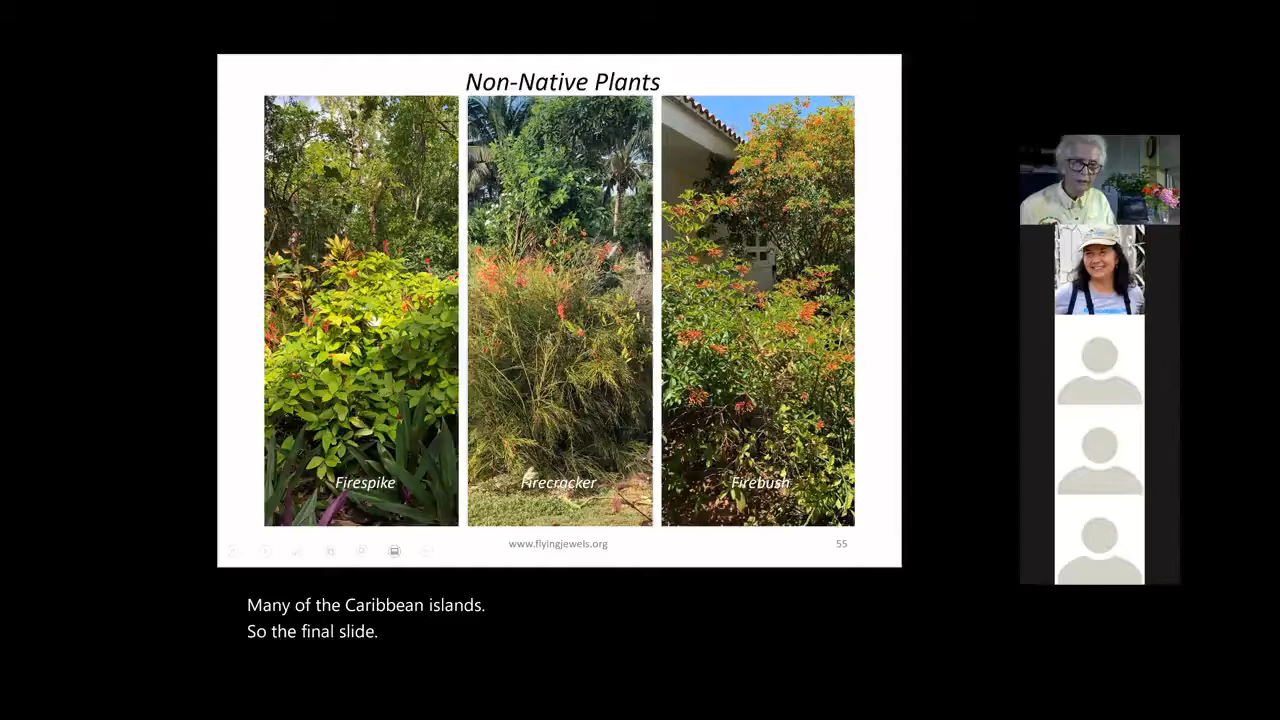 Non-Native Plants
Firespike
Firecracker
Firebush
www.flyingjewels.org
55
Many of the Caribbean islands.
So the final slide.